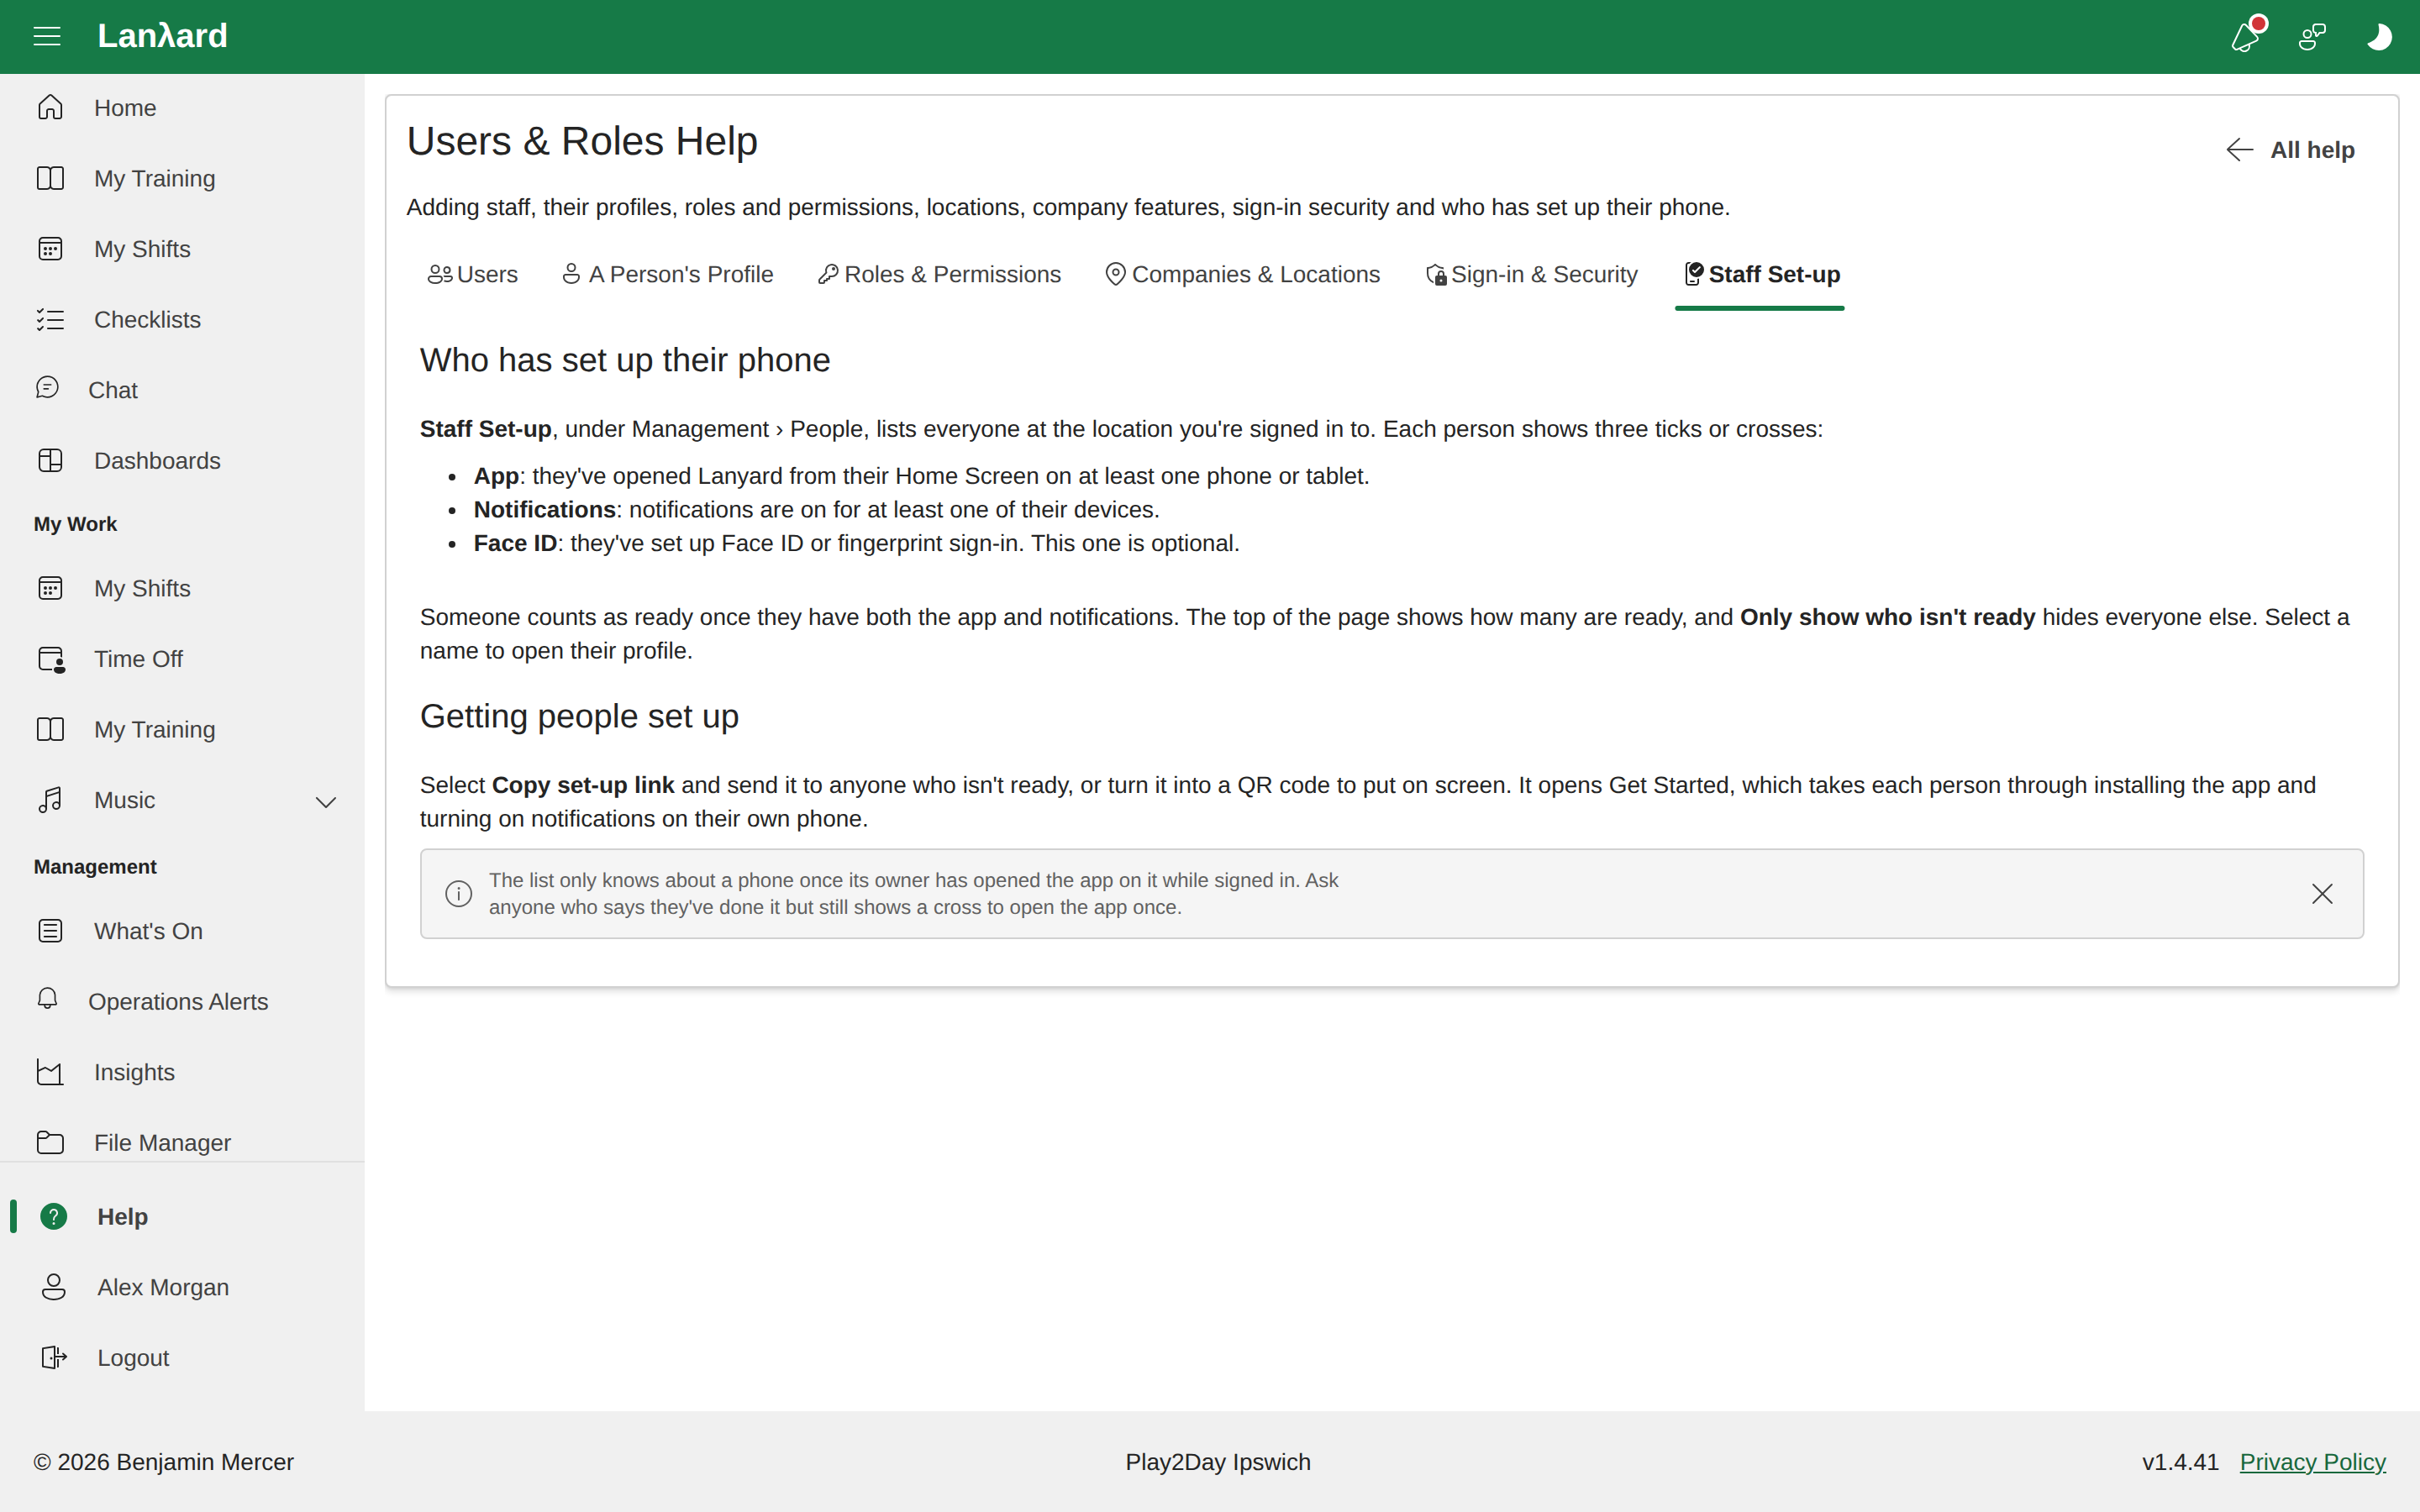 Lanλard
Home
My Training
My Shifts
Checklists
Chat
Dashboards
My Work
My Shifts
Time Off
My Training
Music
Management
What's On
Operations Alerts
Insights
File Manager
Help
Alex Morgan
Logout
Users & Roles Help
All help
Adding staff, their profiles, roles and permissions, locations, company features, sign-in security and who has set up their phone.
Users
A Person's Profile
Roles & Permissions
Companies & Locations
Sign-in & Security
Staff Set-up
Who has set up their phone
Staff Set-up, under Management › People, lists everyone at the location you're signed in to. Each person shows three ticks or crosses:
• App: they've opened Lanyard from their Home Screen on at least one phone or tablet.
• Notifications: notifications are on for at least one of their devices.
• Face ID: they've set up Face ID or fingerprint sign-in. This one is optional.
Someone counts as ready once they have both the app and notifications. The top of the page shows how many are ready, and Only show who isn't ready hides everyone else. Select a
name to open their profile.
Getting people set up
Select Copy set-up link and send it to anyone who isn't ready, or turn it into a QR code to put on screen. It opens Get Started, which takes each person through installing the app and
turning on notifications on their own phone.
The list only knows about a phone once its owner has opened the app on it while signed in. Ask
anyone who says they've done it but still shows a cross to open the app once.
© 2026 Benjamin Mercer
Play2Day Ipswich
v1.4.41
Privacy Policy